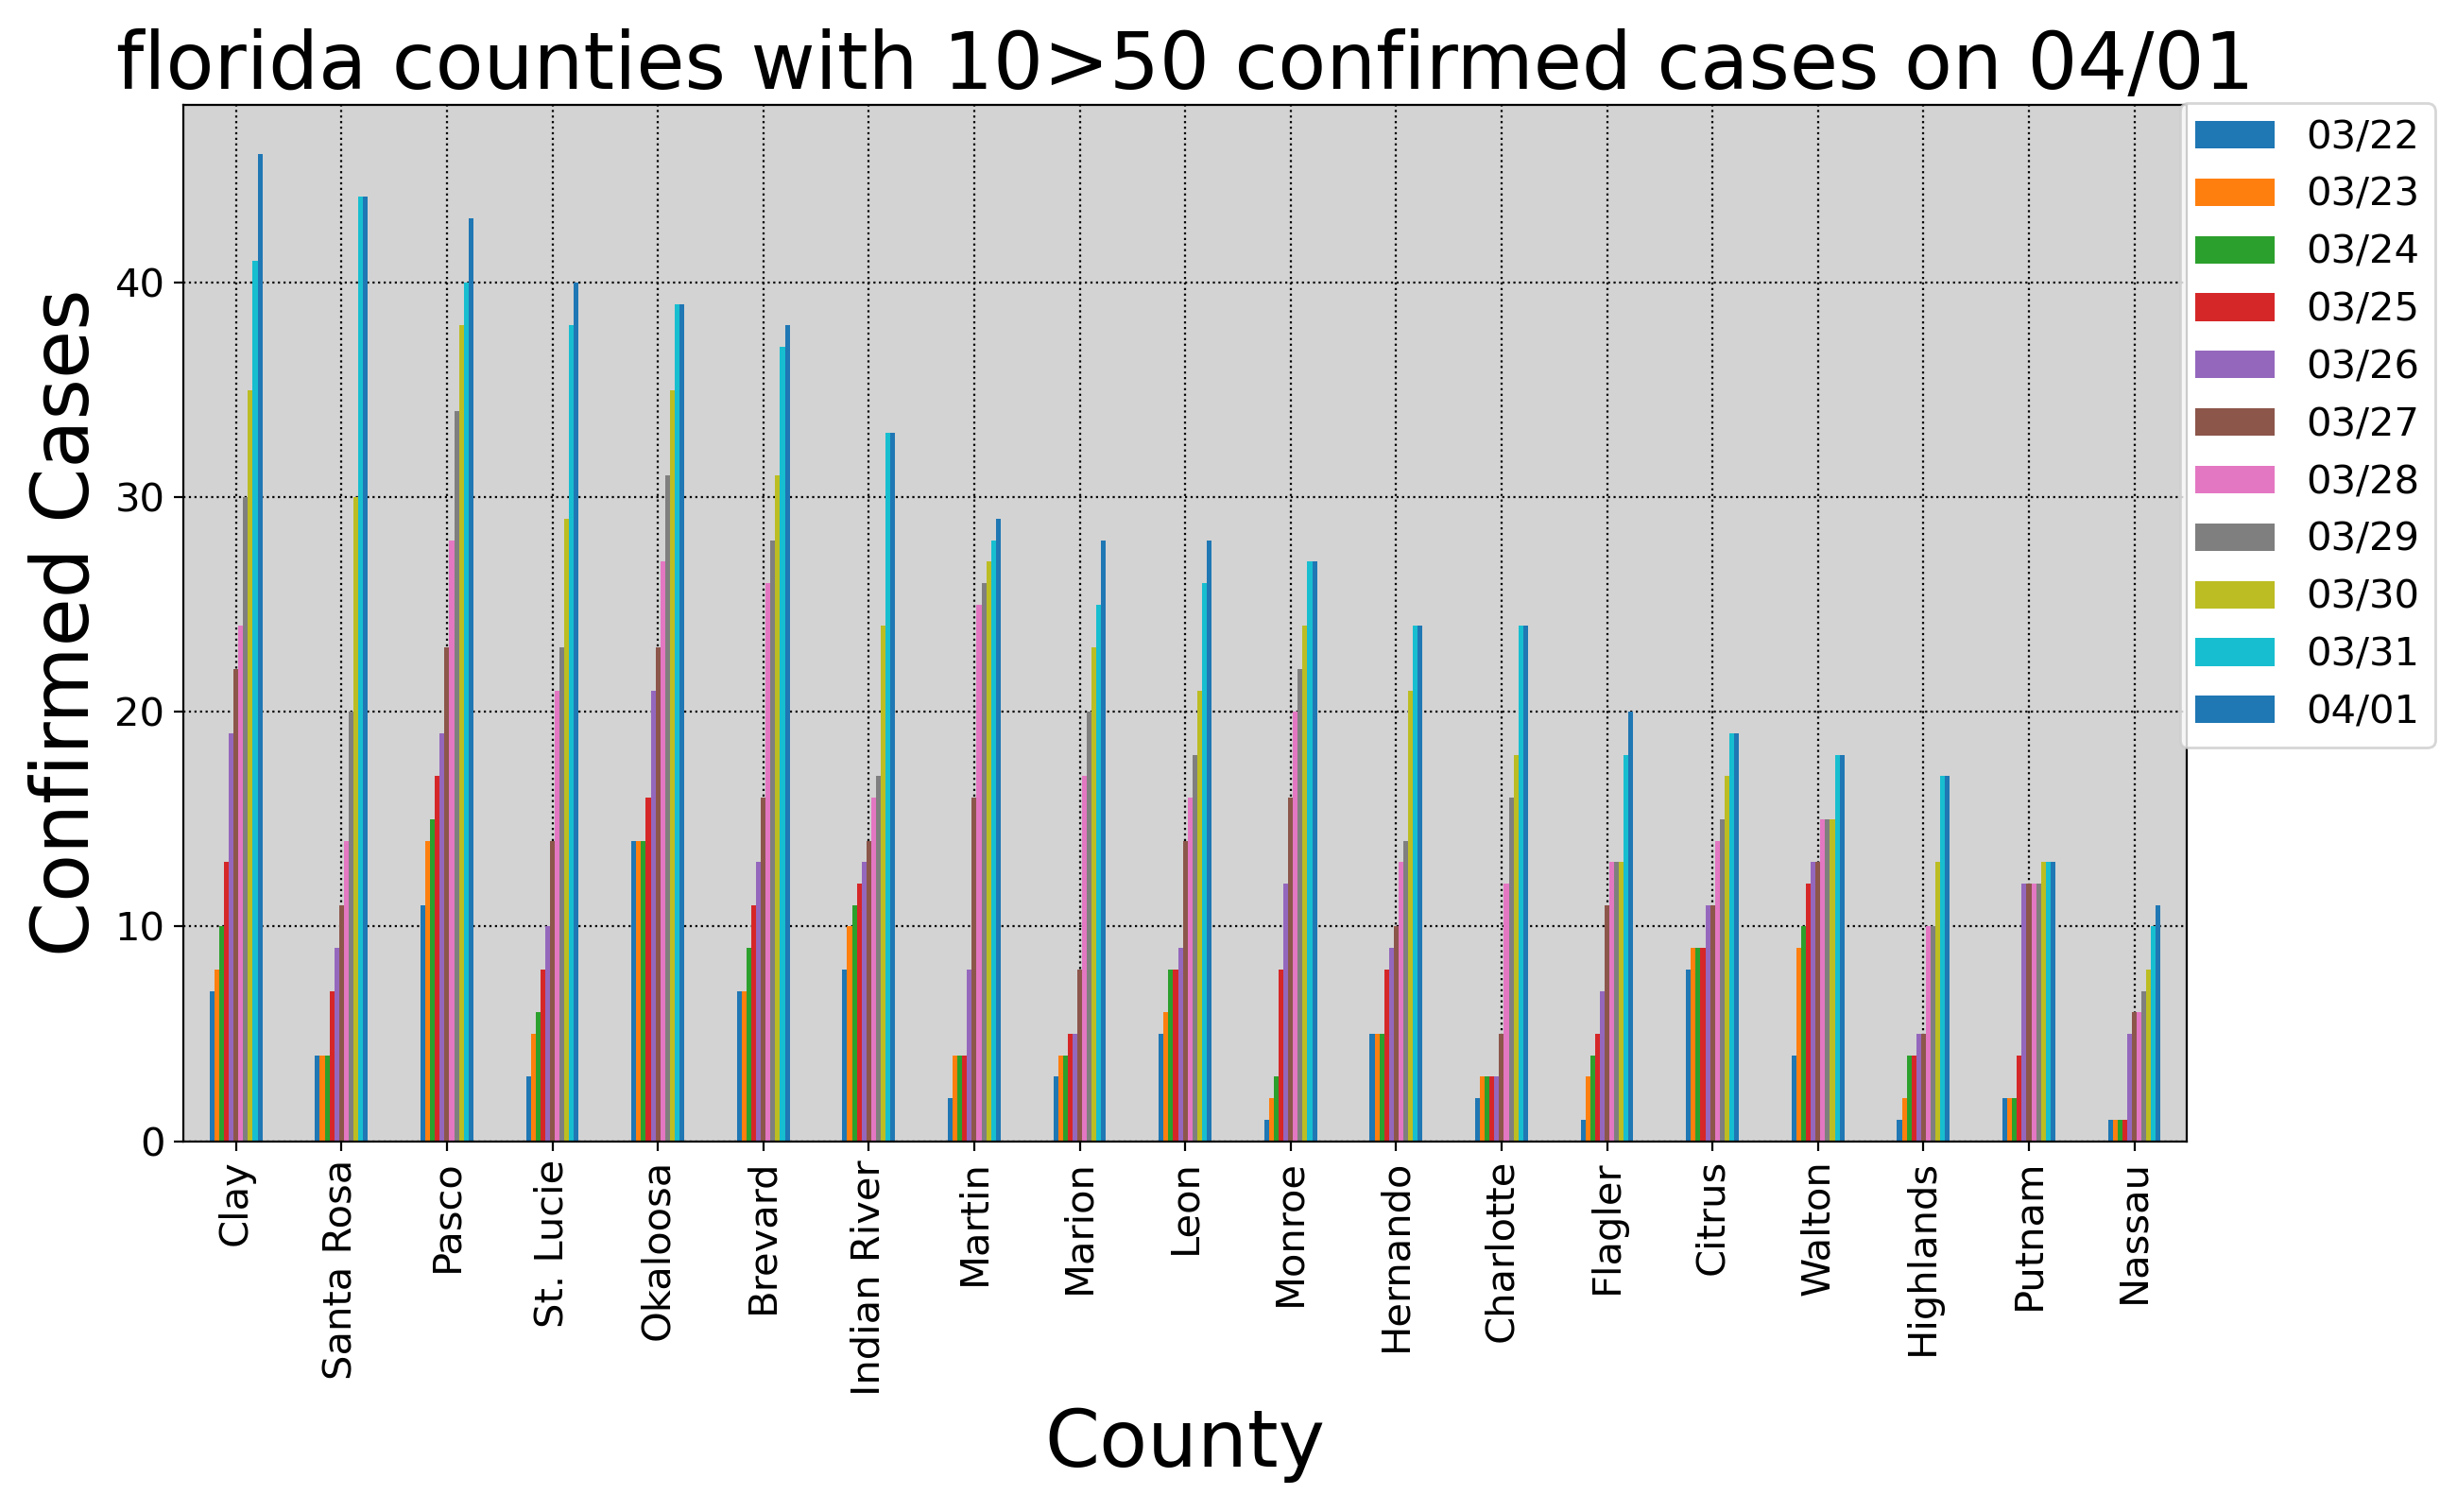 florida counties with 10>50 confirmed cases on 04/01
Confirmed Cases
40
30
20
10
0
03/22
03/23
03/24
03/25
03/26
03/27
03/28
03/29
03/30
03/31
04/01
Clay
Santa Rosa
Pasco
St. Lucie
Okaloosa
Brevard
Indian River
Martin
Marion
Leon
Monroe
Hernando
Charlotte
Flagler
Citrus
Walton
Highlands
Putnam
Nassau
County